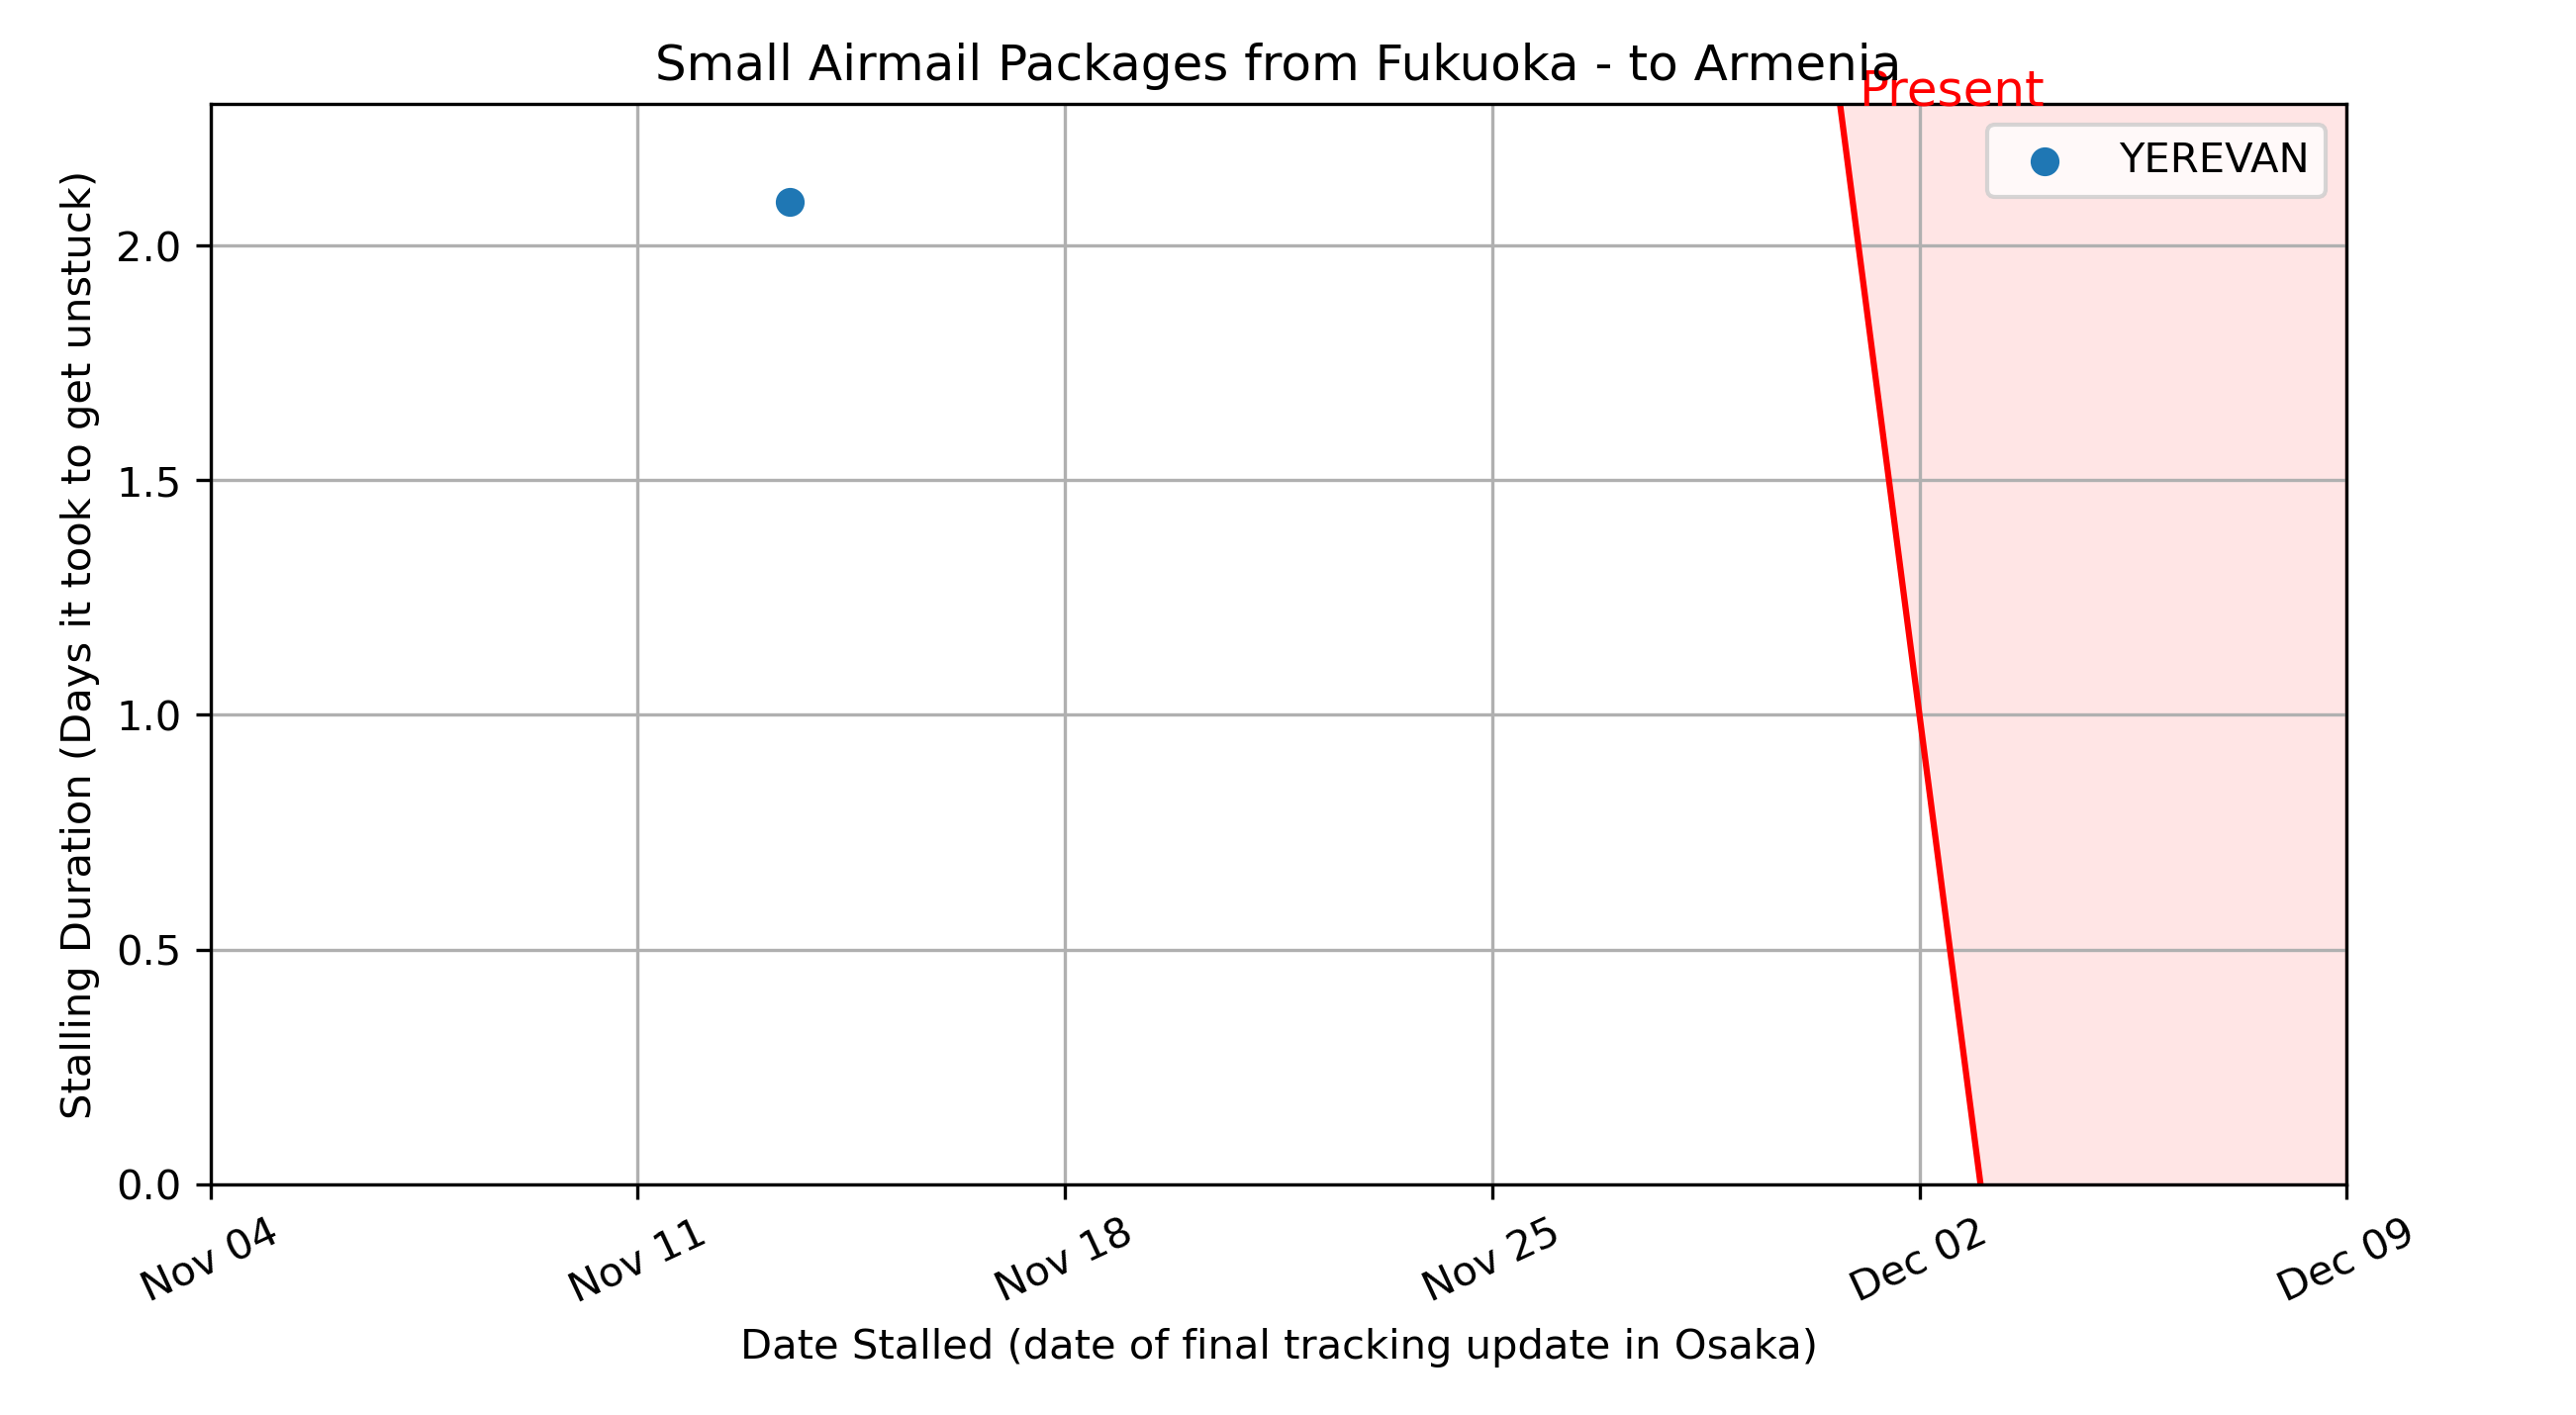 Small Airmail Packages from Fukuoka - to Armenia
Present
YEREVAN
Stalling Duration (Days it took to get unstuck)
2.0
1.5
1.0
0.5
0.0
Nov 04
Nov 11
Nov 18
Nov 25
Dec 02
Dec 09
Date Stalled (date of final tracking update in Osaka)